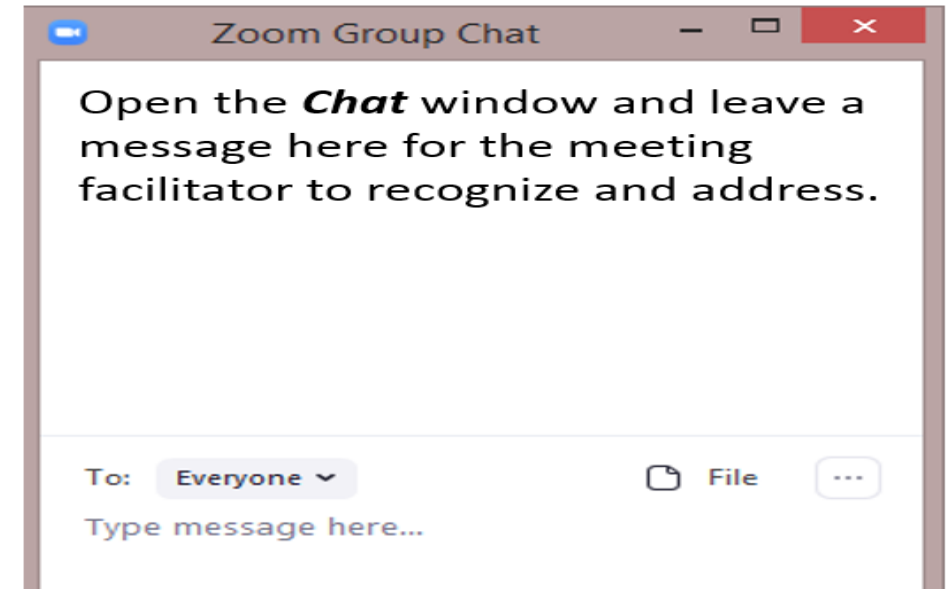 Zoom Group Chat
Open the Chat window and leave a
message here for the meeting
facilitator to recognize and address.
To: Everyone File ...
Type message here...